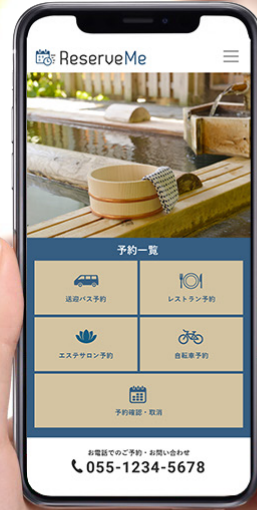 ReserveMe
予約一覧
送迎バス予約
レストラン予約
エステサロン予約
自転車予約
予約確認・取消
お電話でのご予約・お問い合わせ
055-1234-5678